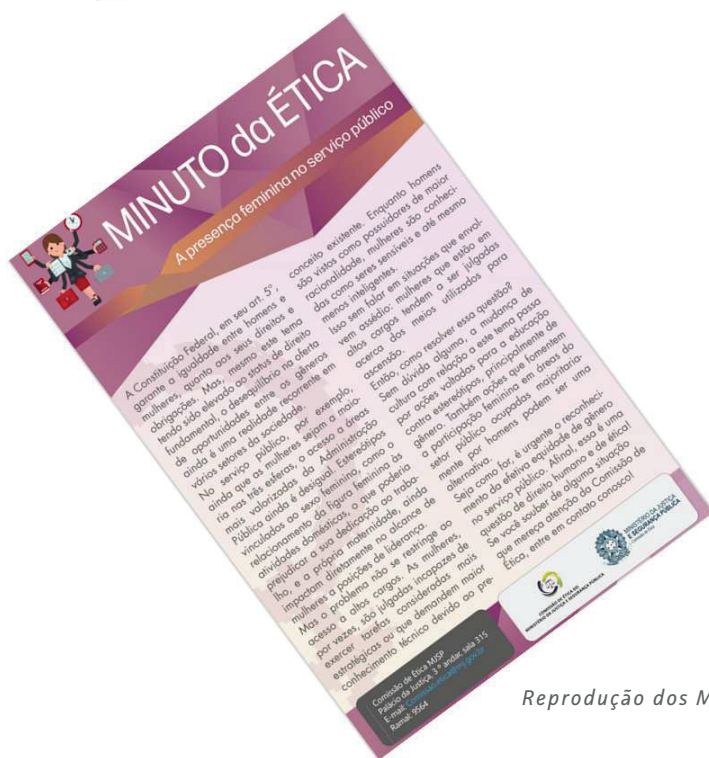 MINUTO da ÉTICA
A presença feminina no serviço público
A Constituição Federal, em seu art. 5º,
garante a igualdade entre homens e
mulheres, quanto aos seus direitos e
obrigações. Mas, mesmo este tema
tendo sido elevado ao status de direito
fundamental, o desequilíbrio na oferta
de oportunidades entre os gêneros
ainda é uma realidade recorrente em
vários setores da sociedade.
No serviço público, por exemplo,
ainda que as mulheres sejam a maio-
ria nas três esferas, o acesso a áreas
mais valorizadas da Administração
Pública ainda é desigual. Estereótipos
vinculados ao sexo feminino, como o
relacionamento da figura feminina às
atividades domésticas, o que poderia
prejudicar a sua dedicação ao traba-
lho, e a própria maternidade, ainda
impactam diretamente no alcance de
mulheres a posições de liderança.
Mas o problema não se restringe ao
acesso a altos cargos. As mulheres,
por vezes, são julgadas incapazes de
exercer tarefas consideradas mais
estratégicas ou que demandem maior
conhecimento técnico devido ao pre-
conceito existente. Enquanto homens
são vistos como possuidores de maior
racionalidade, mulheres são conheci-
das como seres sensíveis e até mesmo
menos inteligentes.
Isso sem falar em situações que envol-
vem assédio: mulheres que estão em
altos cargos tendem a ser julgadas
acerca dos meios utilizados para
ascensão.
Então, como resolver essa questão?
Sem dúvida alguma, a mudança de
cultura com relação a este tema passa
por ações voltadas para a educação
contra estereótipos, principalmente de
gênero. Também ações que fomentem
a participação feminina em áreas do
setor público ocupadas majoritaria-
mente por homens podem ser uma
alternativa.
Seja como for, é urgente o reconheci-
mento da efetiva equidade de gênero
no serviço público. Afinal, essa é uma
questão de direito humano e de ética!
Se você souber de alguma situação
que mereça atenção da Comissão de
Ética, entre em contato conosco!
Comissão de Ética MJSP
Palácio da Justiça, 3º andar, sala 315
E-mail: Comissao.etica@mj.gov.br
Ramal: 9564
COMISSÃO DE ÉTICA DO
MINISTÉRIO DA JUSTIÇA E SEGURANÇA PÚBLICA
MINISTÉRIO DA JUSTIÇA
E SEGURANÇA PÚBLICA
Reprodução dos M